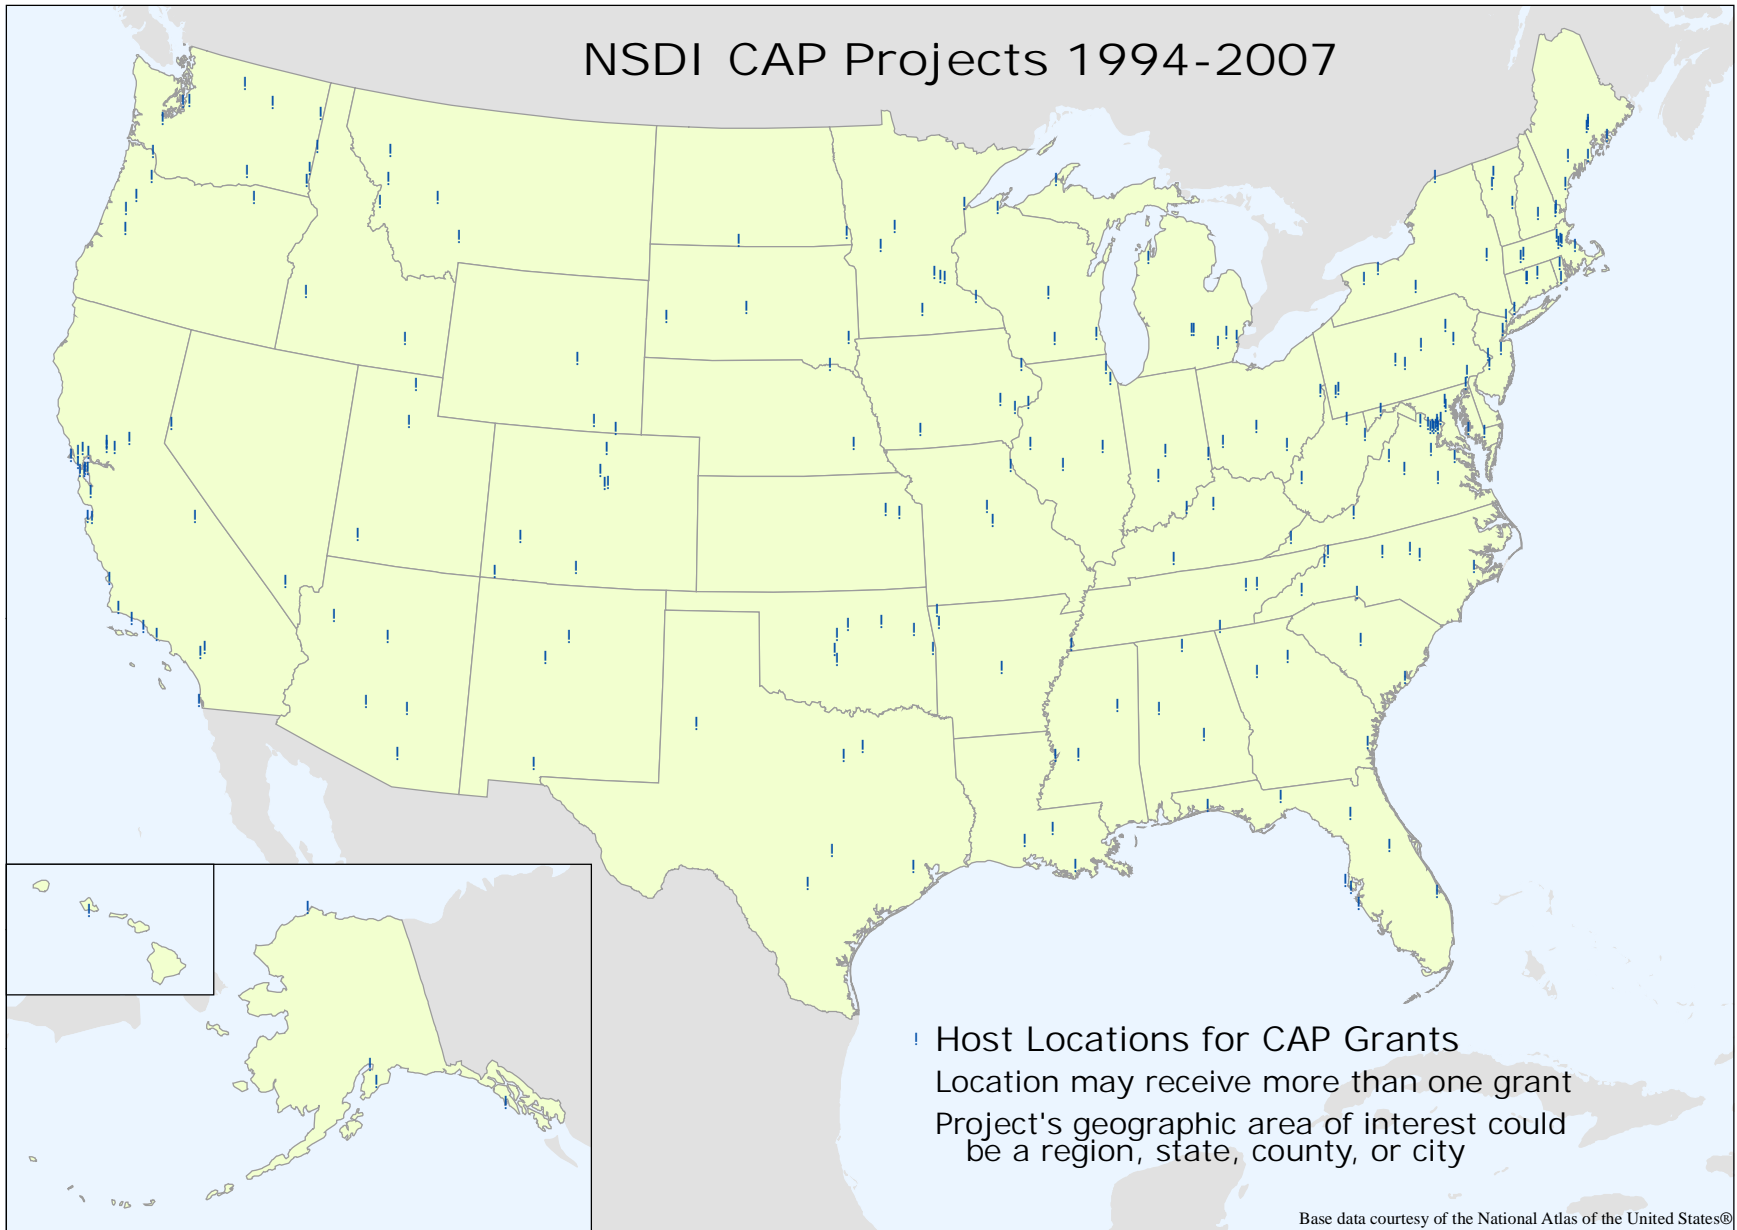 NSDI CAP Projects 1994-2007
! Host Locations for CAP Grants
Location may receive more than one grant
Project's geographic area of interest could
be a region, state, county, or city
Base data courtesy of the National Atlas of the United States®